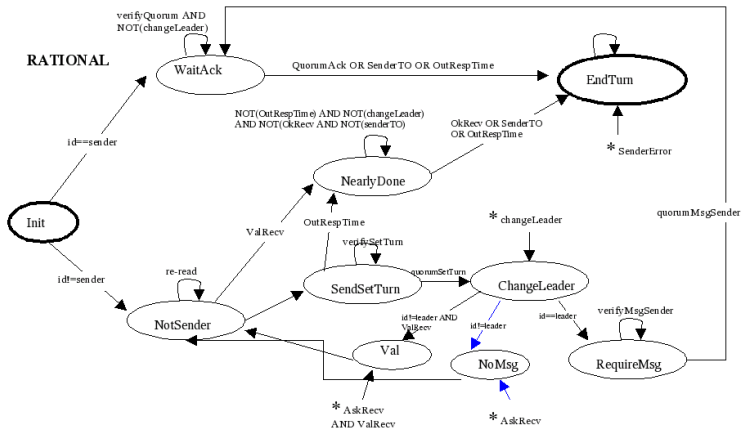 verifyQuorum AND
NOT(changeLeader)
RATIONAL
WaitAck
QuorumAck OR SenderTO OR OutRespTime
EndTurn
NOT(OutRespTime) AND NOT(changeLeader)
AND NOT(OkRecv AND NOT(senderTO)
OkRecv OR SenderTO
OR OutRespTime
id==sender
* SenderError
NearlyDone
Init
ValRecv
OutRespTime
* changeLeader
quorumMsgSender
verifySetTurn
id!=sender
re-read
quorumSetTurn
SendSetTurn
ChangeLeader
NotSender
id!=leader AND
ValRecv
id!=leader
id==leader
verifyMsgSender
Val
NoMsg
RequireMsg
* AskRecv
AND ValRecv
* AskRecv